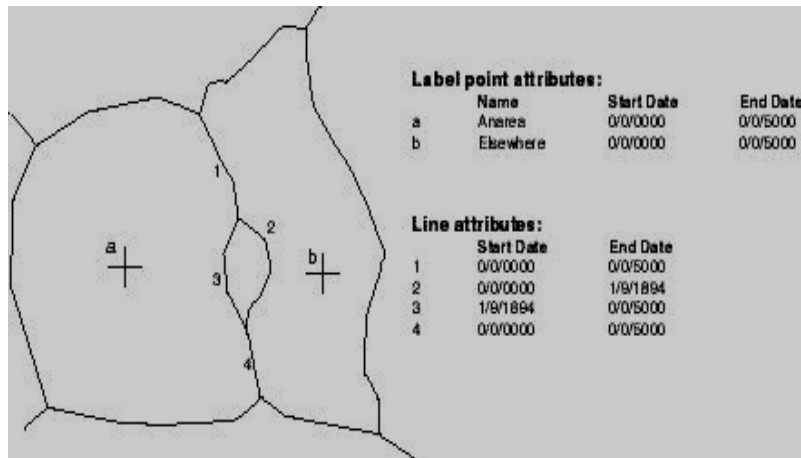 Label point attributes:
Name Start Date End Date
a Anarea 0/0/0000 0/0/5000
b Elsewhere 0/0/0000 0/0/5000
1
Line attributes:
2
Start Date End Date
a
b
1 0/0/0000 0/0/5000
3
2 0/0/0000 1/9/1894
3 1/9/1894 0/0/5000
4 0/0/0000 0/0/5000
4